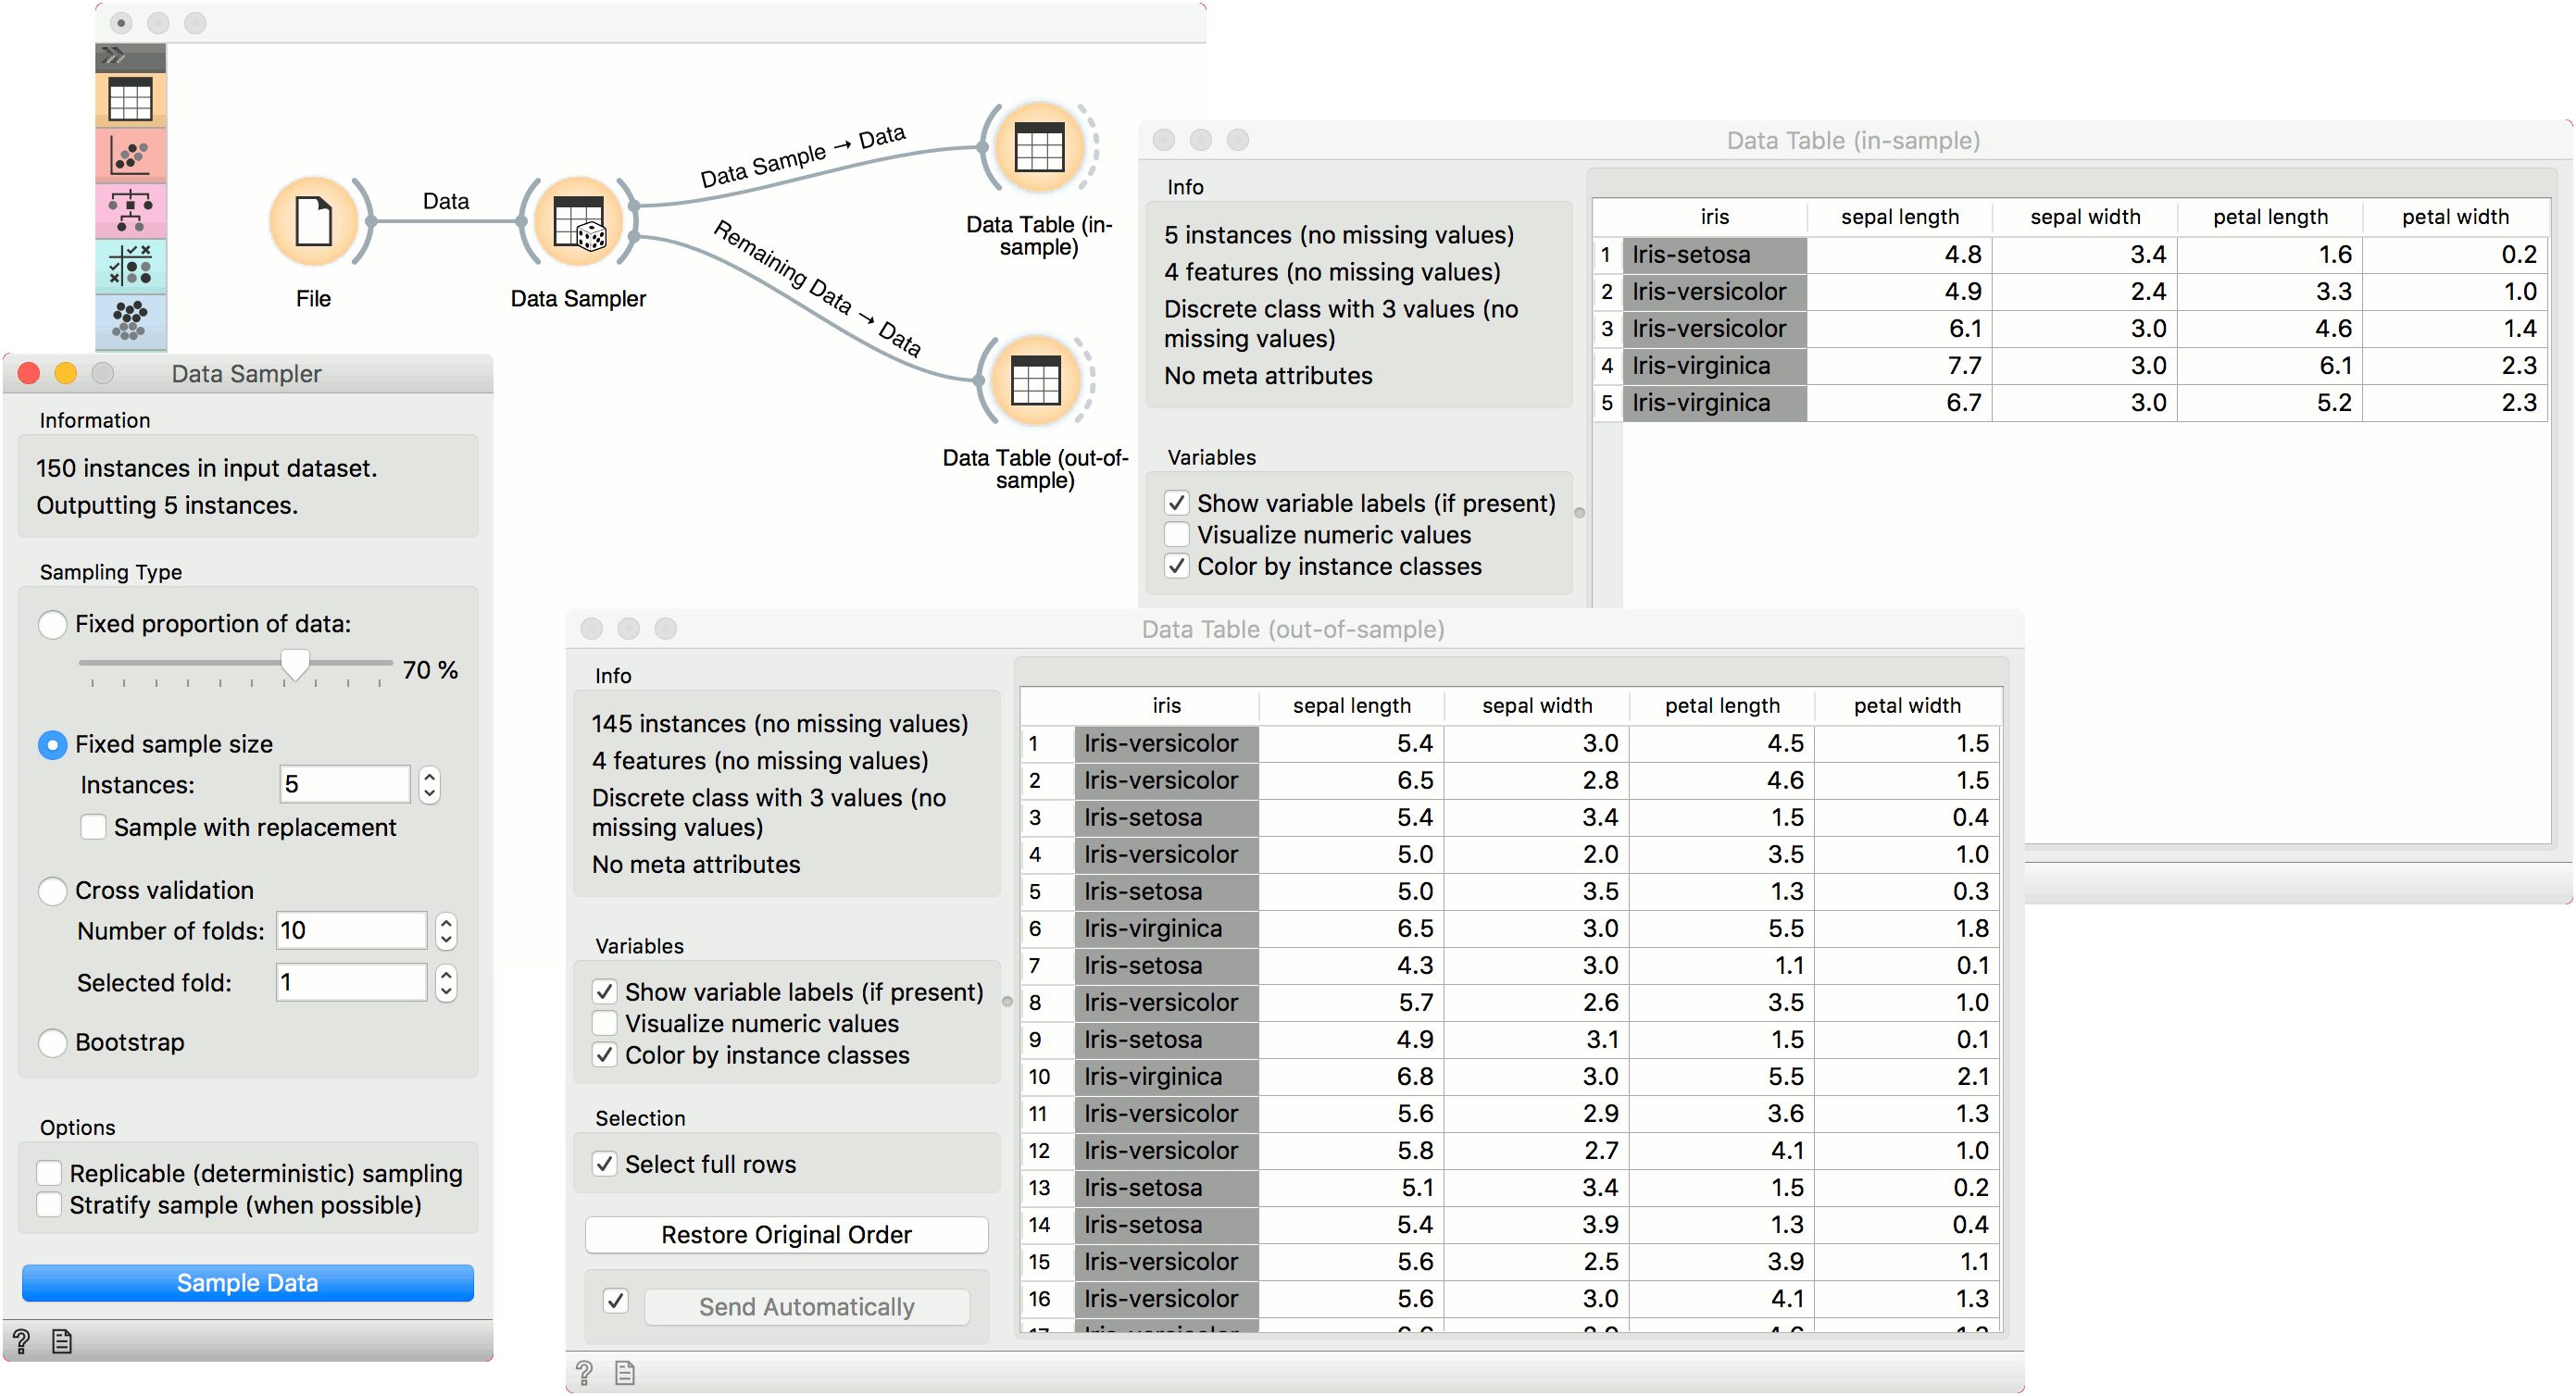 Data
Data Sample → Data
Remaining Data → Data
File
Data Sampler
Data Table (in-
sample)
Data Table (out-of-
sample)
Data Sampler
Information
150 instances in input dataset.
Outputting 5 instances.
Sampling Type
Fixed proportion of data:
70 %
Fixed sample size
Instances: 5
Sample with replacement
Cross validation
Number of folds: 10
Selected fold: 1
Bootstrap
Options
Replicable (deterministic) sampling
Stratify sample (when possible)
Sample Data
?
Data Table (in-sample)
Info
5 instances (no missing values)
4 features (no missing values)
Discrete class with 3 values (no
missing values)
No meta attributes
Variables
Show variable labels (if present)
Visualize numeric values
Color by instance classes
iris sepal length sepal width petal length petal width
1 Iris-setosa 4.8 3.4 1.6 0.2
2 Iris-versicolor 4.9 2.4 3.3 1.0
3 Iris-versicolor 6.1 3.0 4.6 1.4
4 Iris-virginica 7.7 3.0 6.1 2.3
5 Iris-virginica 6.7 3.0 5.2 2.3
Data Table (out-of-sample)
Info
145 instances (no missing values)
4 features (no missing values)
Discrete class with 3 values (no
missing values)
No meta attributes
Variables
Show variable labels (if present)
Visualize numeric values
Color by instance classes
Selection
Select full rows
Restore Original Order
Send Automatically
?
iris sepal length sepal width petal length petal width
1 Iris-versicolor 5.4 3.0 4.5 1.5
2 Iris-versicolor 6.5 2.8 4.6 1.5
3 Iris-setosa 5.4 3.4 1.5 0.4
4 Iris-versicolor 5.0 2.0 3.5 1.0
5 Iris-setosa 5.0 3.5 1.3 0.3
6 Iris-virginica 6.5 3.0 5.5 1.8
7 Iris-setosa 4.3 3.0 1.1 0.1
8 Iris-versicolor 5.7 2.6 3.5 1.0
9 Iris-setosa 4.9 3.1 1.5 0.1
10 Iris-virginica 6.8 3.0 5.5 2.1
11 Iris-versicolor 5.6 2.9 3.6 1.3
12 Iris-versicolor 5.8 2.7 4.1 1.0
13 Iris-setosa 5.1 3.4 1.5 0.2
14 Iris-setosa 5.4 3.9 1.3 0.4
15 Iris-versicolor 5.6 2.5 3.9 1.1
16 Iris-versicolor 5.6 3.0 4.1 1.3